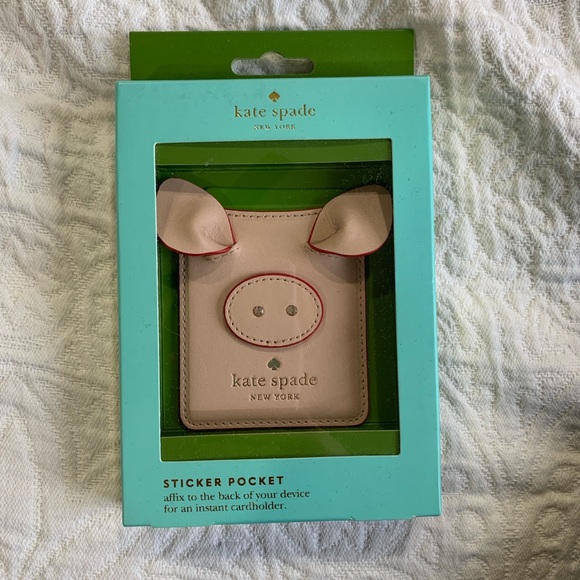 kate spade
NEW YORK
kate spade
NEW YORK
STICKER POCKET
affix to the back of your device
for an instant cardholder.